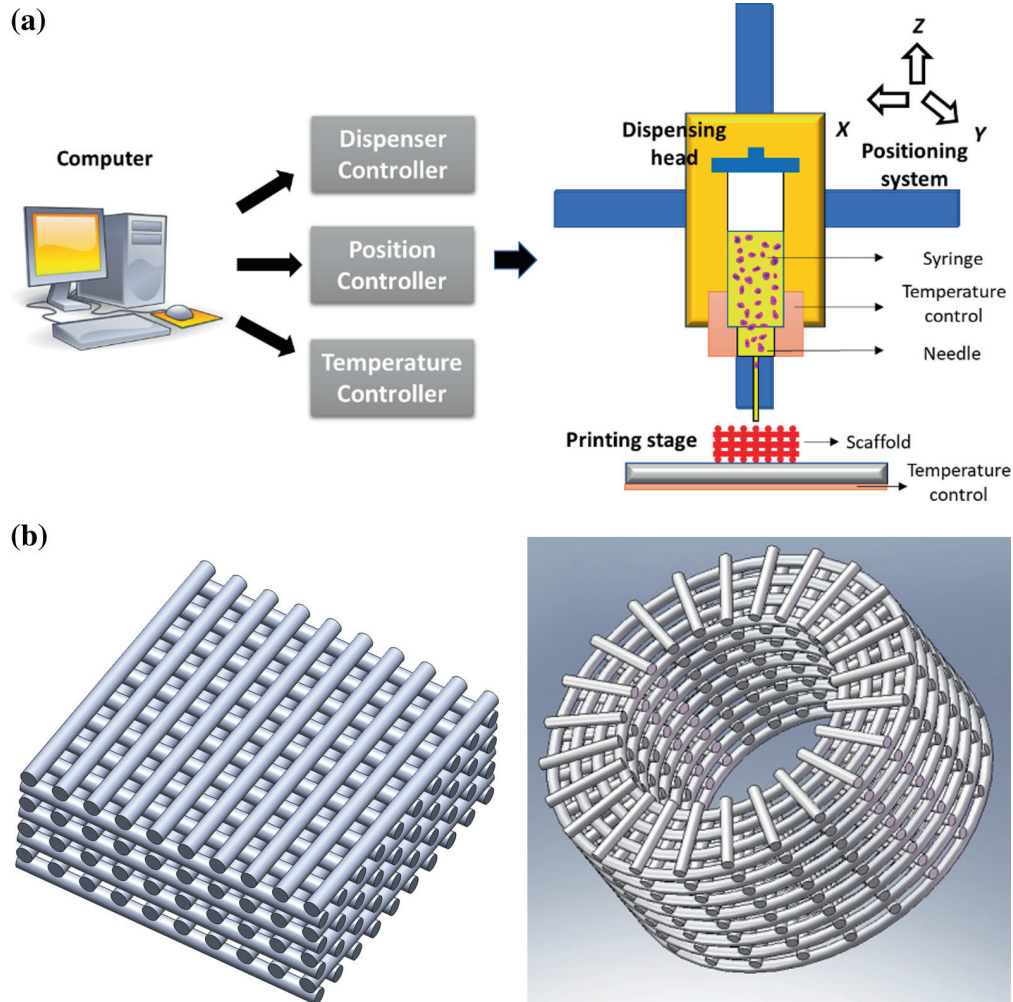 (a)
Computer
Dispenser
Controller
Position
Controller
Temperature
Controller
Dispensing
head
Z
X
Y
Positioning
system
Syringe
Temperature
control
Needle
Printing stage
Scaffold
Temperature
control
(b)